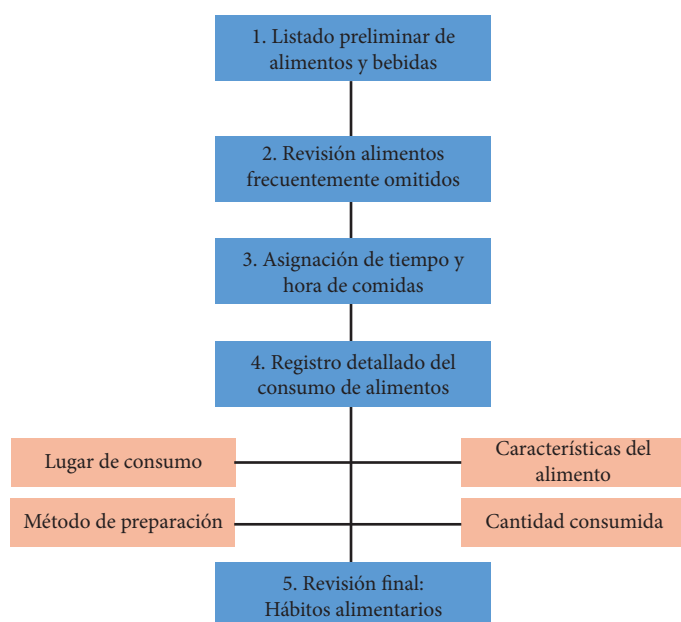 1. Listado preliminar de
alimentos y bebidas
2. Revisión alimentos
frecuentemente omitidos
3. Asignación de tiempo y
hora de comidas
4. Registro detallado del
consumo de alimentos
Lugar de consumo
Características del
alimento
Método de preparación
Cantidad consumida
5. Revisión final:
Hábitos alimentarios